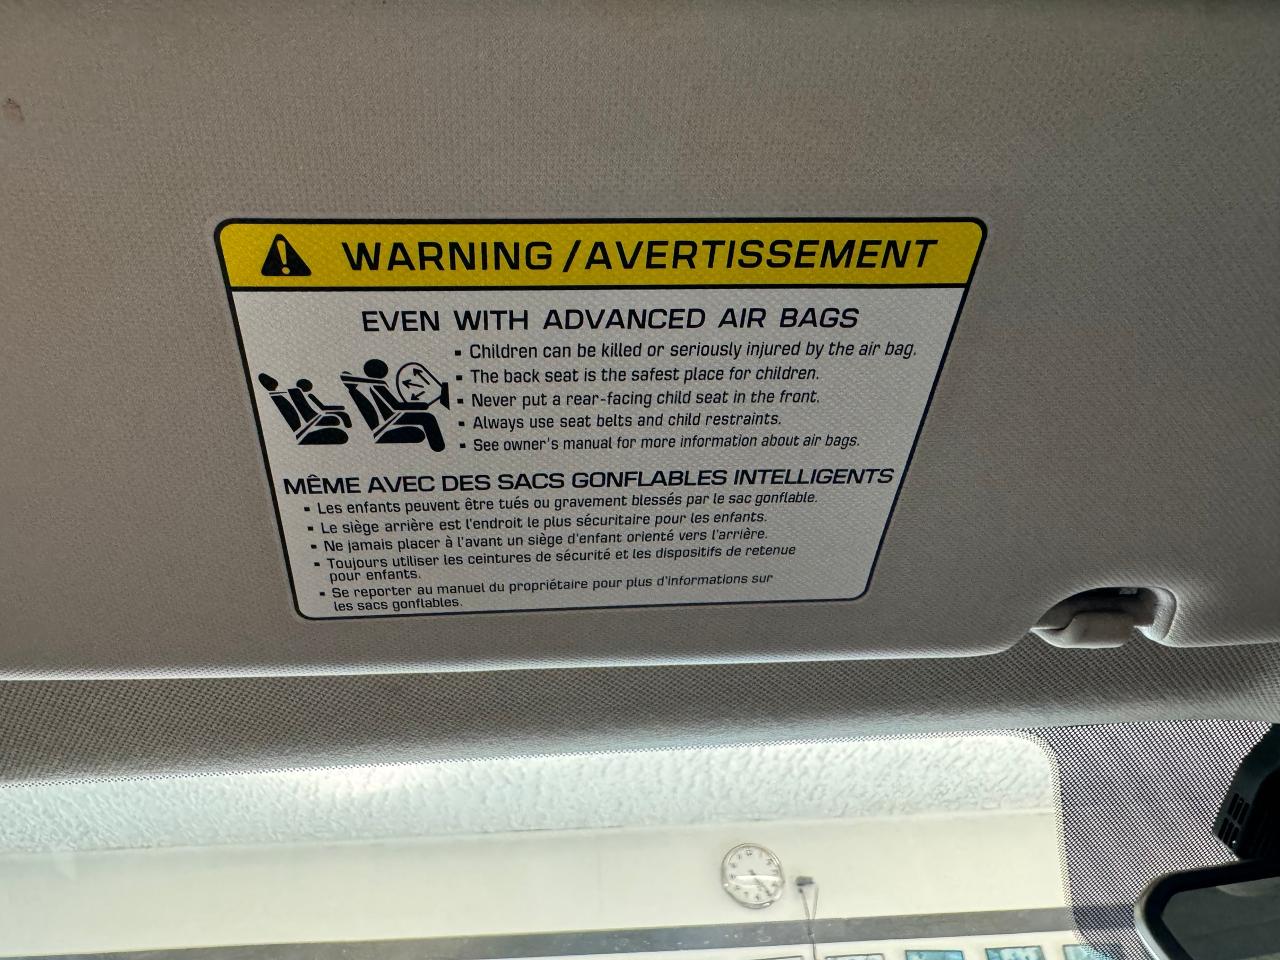 WARNING / AVERTISSEMENT
EVEN WITH ADVANCED AIR BAGS
▪ Children can be killed or seriously injured by the air bag.
▪ The back seat is the safest place for children.
▪ Never put a rear-facing child seat in the front.
▪ Always use seat belts and child restraints.
▪ See owner's manual for more information about air bags.
MÊME AVEC DES SACS GONFLABLES INTELLIGENTS
▪ Les enfants peuvent être tués ou gravement blessés par le sac gonflable.
▪ Le siège arrière est l'endroit le plus sécuritaire pour les enfants.
▪ Ne jamais placer à l'avant un siège d'enfant orienté vers l'arrière.
▪ Toujours utiliser les ceintures de sécurité et les dispositifs de retenue
pour enfants.
▪ Se reporter au manuel du propriétaire pour plus d'informations sur
les sacs gonflables.